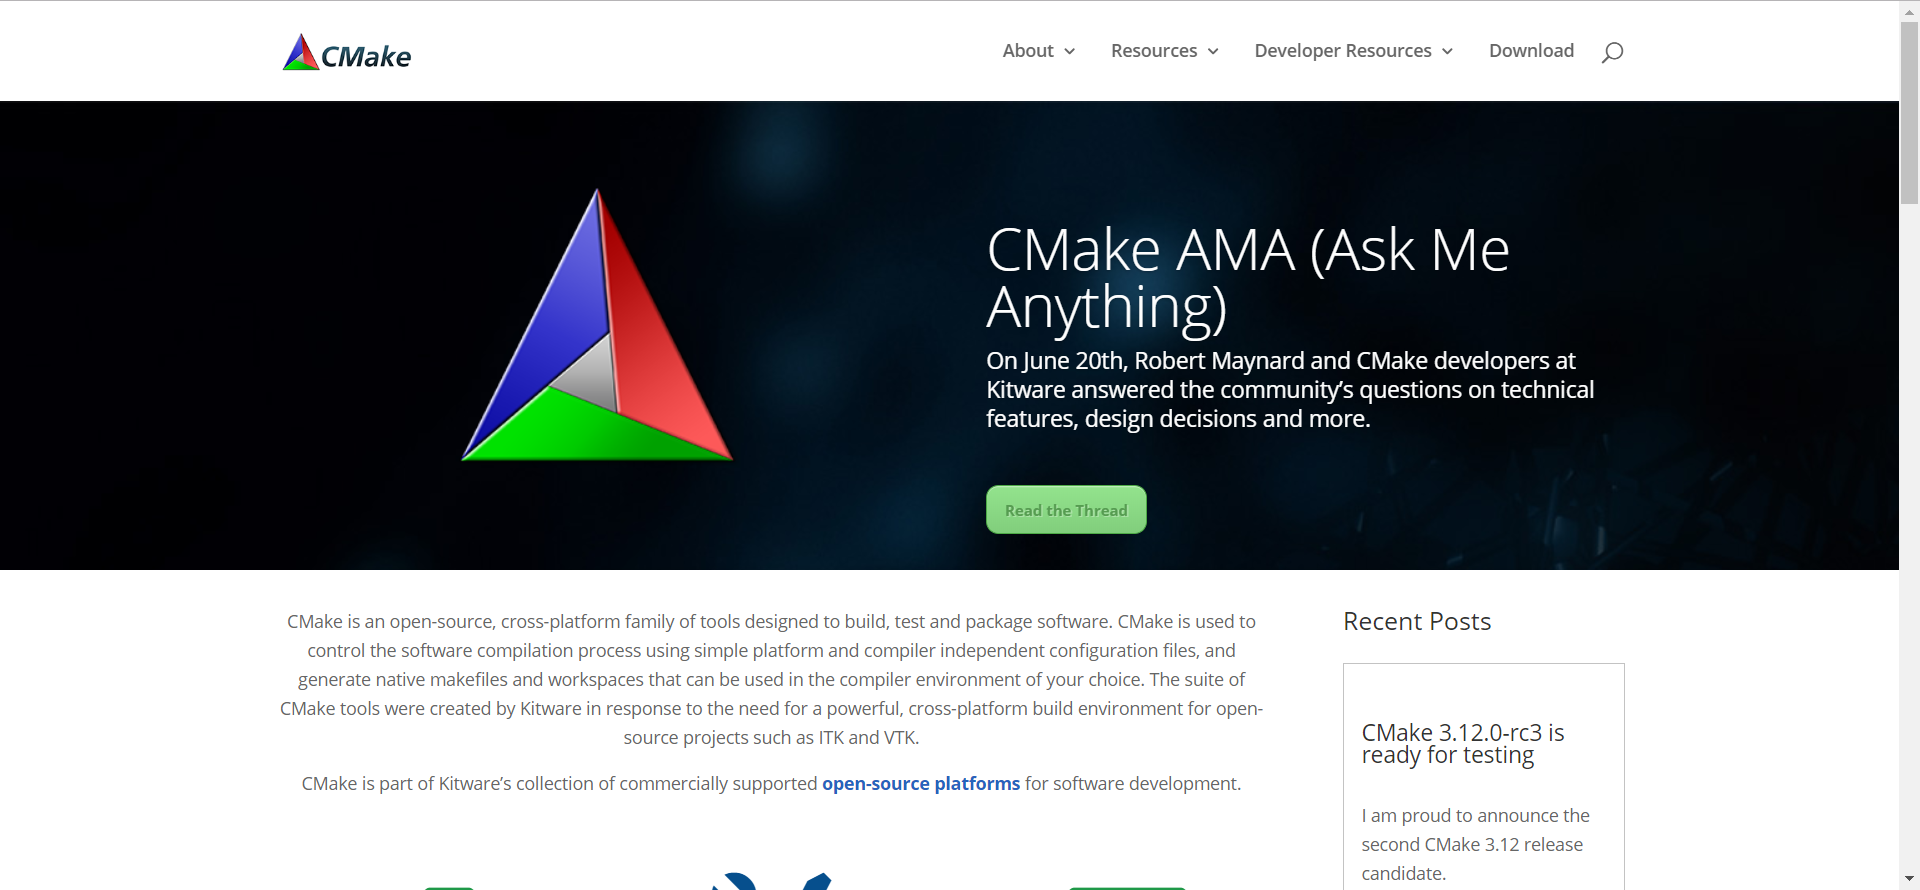 CMake
About
Resources
Developer Resources
Download
CMake AMA (Ask Me
Anything)
On June 20th, Robert Maynard and CMake developers at
Kitware answered the community’s questions on technical
features, design decisions and more.
Read the Thread
CMake is an open-source, cross-platform family of tools designed to build, test and package software. CMake is used to
control the software compilation process using simple platform and compiler independent configuration files, and
generate native makefiles and workspaces that can be used in the compiler environment of your choice. The suite of
CMake tools were created by Kitware in response to the need for a powerful, cross-platform build environment for open-
source projects such as ITK and VTK.
CMake is part of Kitware’s collection of commercially supported open-source platforms for software development.
Recent Posts
CMake 3.12.0-rc3 is
ready for testing
I am proud to announce the
second CMake 3.12 release
candidate.